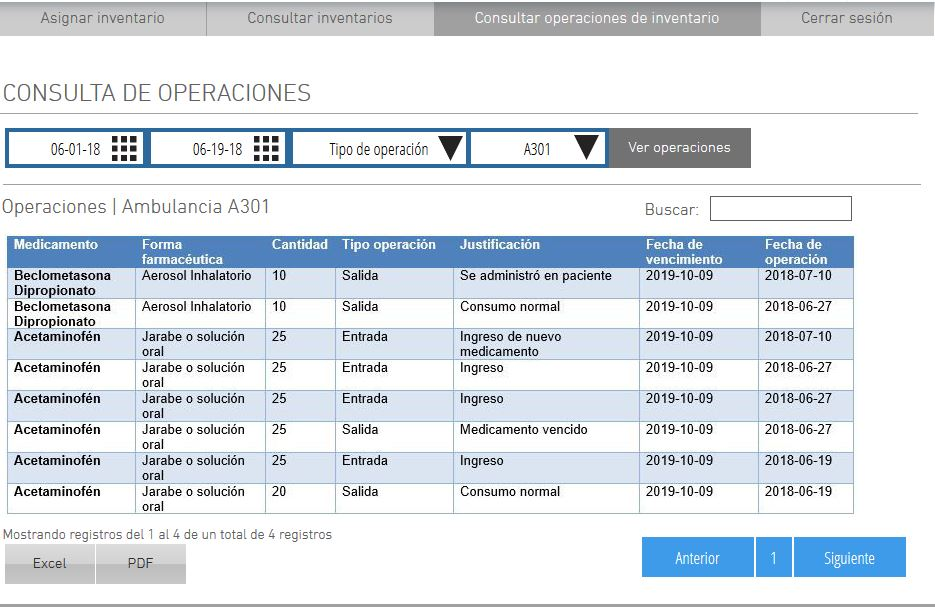 Asignar inventario Consultar inventarios Consultar operaciones de inventario Cerrar sesión
CONSULTA DE OPERACIONES
06-01-18 06-19-18 Tipo de operación A301 Ver operaciones
Operaciones | Ambulancia A301 Buscar:
Medicamento Forma farmacéutica Cantidad Tipo operación Justificación Fecha de vencimiento Fecha de operación
Beclometasona Dipropionato Aerosol Inhalatorio 10 Salida Se administró en paciente 2019-10-09 2018-07-10
Beclometasona Dipropionato Aerosol Inhalatorio 10 Salida Consumo normal 2019-10-09 2018-06-27
Acetaminofén Jarabe o solución oral 25 Entrada Ingreso de nuevo medicamento 2019-10-09 2018-07-10
Acetaminofén Jarabe o solución oral 25 Entrada Ingreso 2019-10-09 2018-06-27
Acetaminofén Jarabe o solución oral 25 Entrada Ingreso 2019-10-09 2018-06-27
Acetaminofén Jarabe o solución oral 25 Salida Medicamento vencido 2019-10-09 2018-06-27
Acetaminofén Jarabe o solución oral 25 Entrada Ingreso 2019-10-09 2018-06-19
Acetaminofén Jarabe o solución oral 20 Salida Consumo normal 2019-10-09 2018-06-19
Mostrando registros del 1 al 4 de un total de 4 registros
Excel PDF Anterior 1 Siguiente